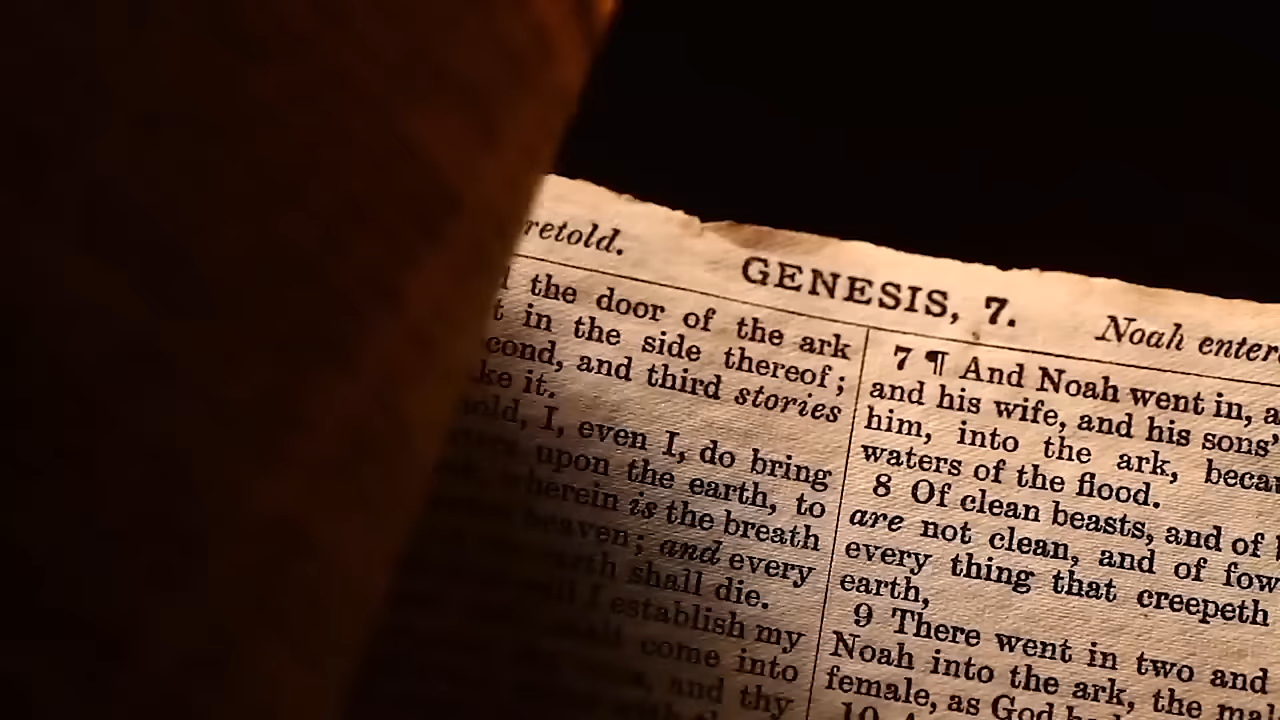 retold.
GENESIS, 7.
Noah enter
the door of the ark
in the side thereof;
cond, and third stories
ke it.
old, I, even I, do bring
upon the earth, to
herein is the breath
heaven; and every
earth shall die.
I establish my
come into
and thy
7 ¶ And Noah went in, a
and his wife, and his sons'
him, into the ark, becau
waters of the flood.
8 Of clean beasts, and of
are not clean, and of fow
every thing that creepeth
earth,
9 There went in two and
Noah into the ark, the mal
female, as God
10